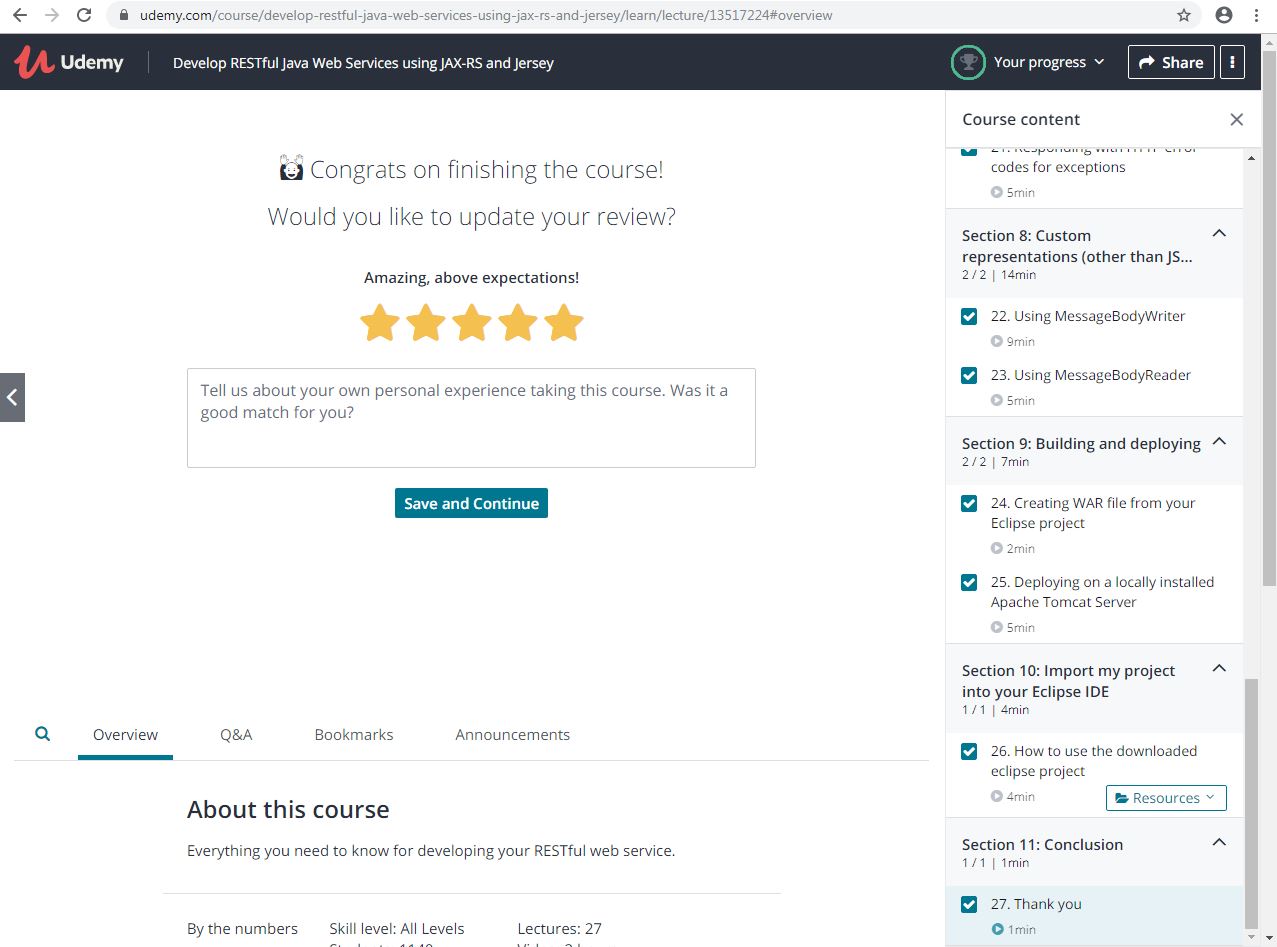 udemy.com/course/develop-restful-java-web-services-using-jax-rs-and-jersey/learn/lecture/13517224#overview
Udemy
Develop RESTful Java Web Services using JAX-RS and Jersey
Your progress
Share
Congrats on finishing the course!
Would you like to update your review?
Amazing, above expectations!
Tell us about your own personal experience taking this course. Was it a
good match for you?
Save and Continue
Overview
Q&A
Bookmarks
Announcements
About this course
Everything you need to know for developing your RESTful web service.
By the numbers
Skill level: All Levels
Lectures: 27
Course content
21. Responding with HTTP error
codes for exceptions
5min
Section 8: Custom
representations (other than JS...
2 / 2 | 14min
22. Using MessageBodyWriter
9min
23. Using MessageBodyReader
5min
Section 9: Building and deploying
2 / 2 | 7min
24. Creating WAR file from your
Eclipse project
2min
25. Deploying on a locally installed
Apache Tomcat Server
5min
Section 10: Import my project
into your Eclipse IDE
1 / 1 | 4min
26. How to use the downloaded
eclipse project
4min
Resources
Section 11: Conclusion
1 / 1 | 1min
27. Thank you
1min